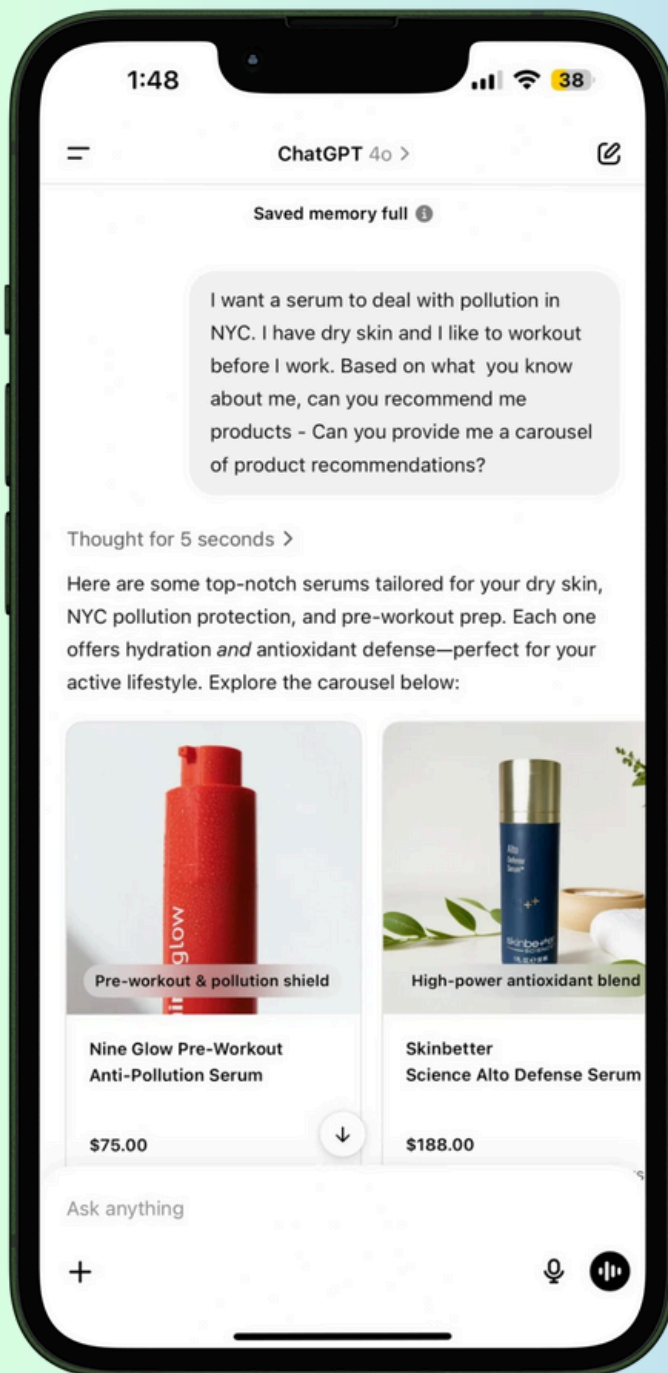 1:48
38
ChatGPT 4o >
Saved memory full
I want a serum to deal with pollution in
NYC. I have dry skin and I like to workout
before I work. Based on what  you know
about me, can you recommend me
products - Can you provide me a carousel
of product recommendations?
Thought for 5 seconds >
Here are some top-notch serums tailored for your dry skin,
NYC pollution protection, and pre-workout prep. Each one
offers hydration and antioxidant defense—perfect for your
active lifestyle. Explore the carousel below:
glow
Alto
Defense
Serum™
skinbetter
SCIENCE
Pre-workout & pollution shield
High-power antioxidant blend
Nine Glow Pre-Workout
Anti-Pollution Serum
$75.00
Skinbetter
Science Alto Defense Serum
$188.00
Ask anything